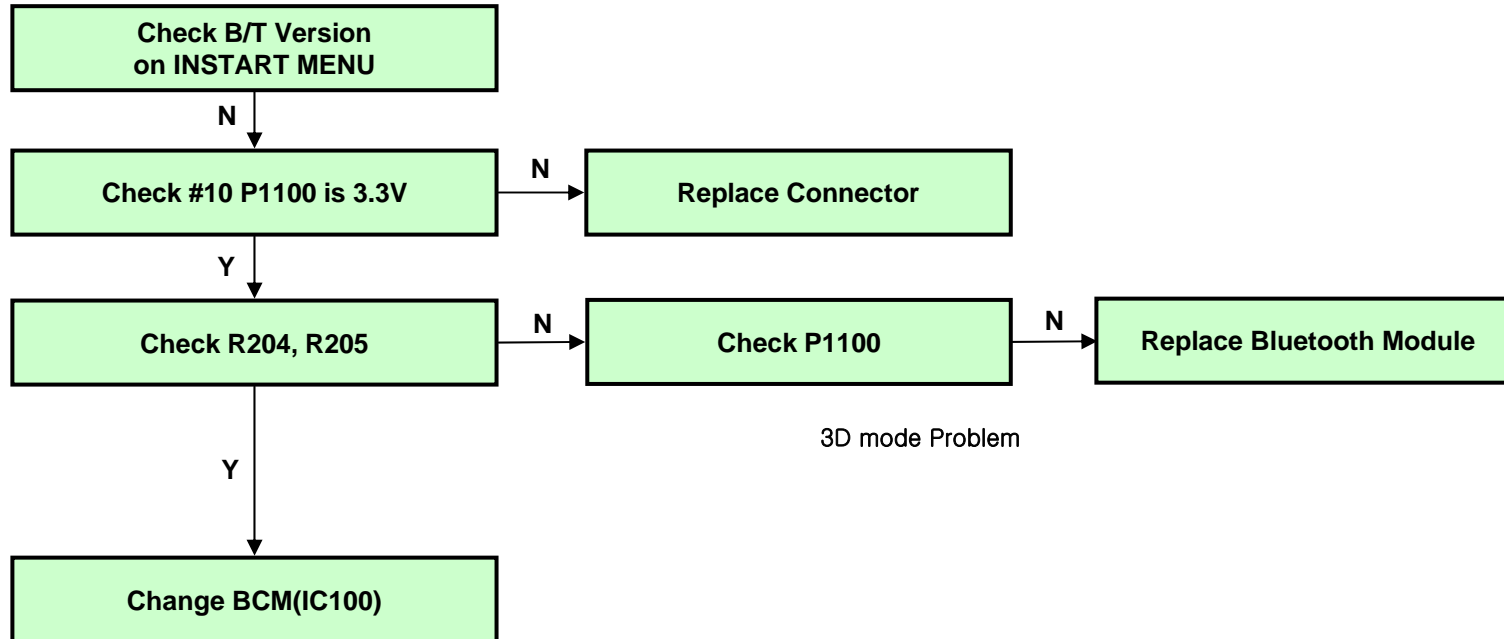 Check B/T Version
on INSTART MENU
N
Check #10 P1100 is 3.3V
N
Replace Connector
Y
Check R204, R205
N
Check P1100
N
Replace Bluetooth Module
3D mode Problem
Y
Change BCM(IC100)